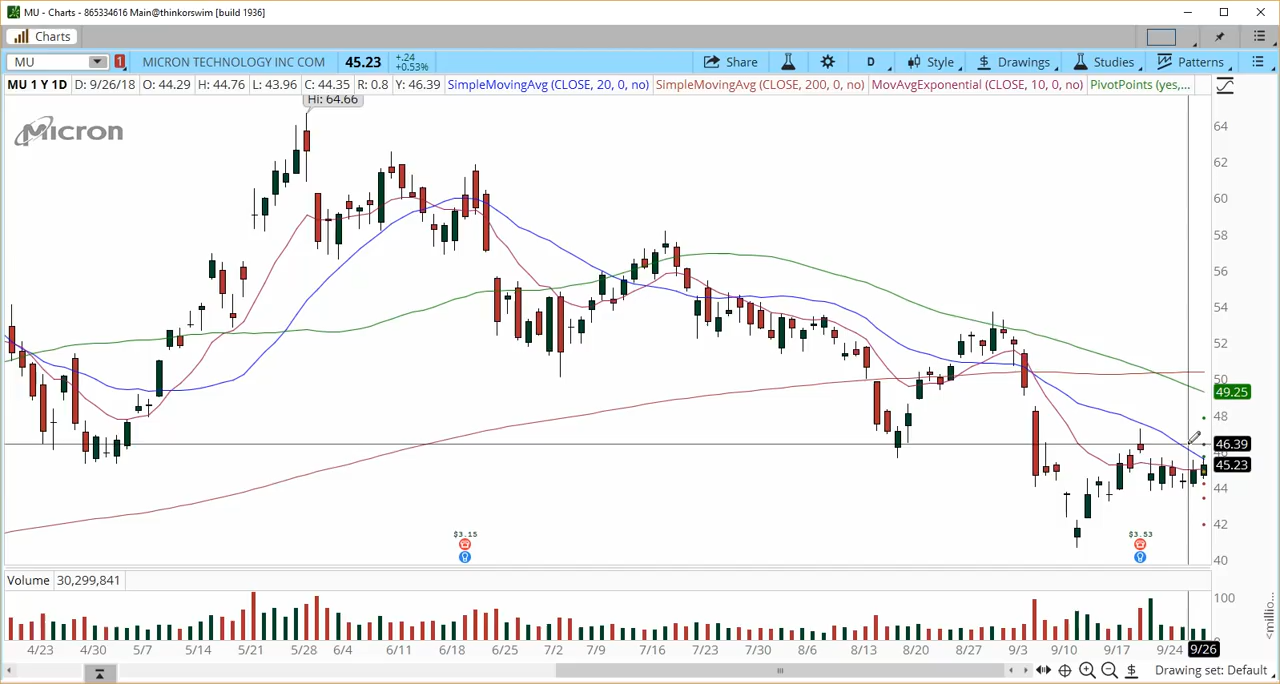 MU - Charts - 865334616 Main@thinkorswim [build 1936]
Charts
MU 1 MICRON TECHNOLOGY INC COM 45.23 +.24 +0.53% Share D Style Drawings Studies Patterns
MU 1 Y 1D D: 9/26/18 O: 44.29 H: 44.76 L: 43.96 C: 44.35 R: 0.8 Y: 46.39 SimpleMovingAvg (CLOSE, 20, 0, no) SimpleMovingAvg (CLOSE, 200, 0, no) MovAvgExponential (CLOSE, 10, 0, no) PivotPoints (yes,...
Hi: 64.66
Micron
64
62
60
58
56
54
52
50
49.25
48
46.39
45.23
44
42
40
$3.15 $3.53
Volume 30,299,841
100
<millio...
4/23 4/30 5/7 5/14 5/21 5/28 6/4 6/11 6/18 6/25 7/2 7/9 7/16 7/23 7/30 8/6 8/13 8/20 8/27 9/3 9/10 9/17 9/24 9/26
$ Drawing set: Default